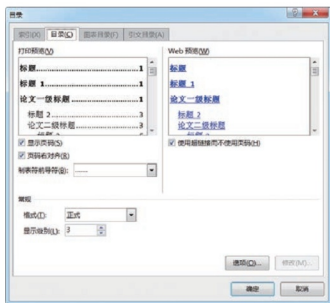 目录
索引(X) 目录(C) 图表目录(F) 引文目录(A)
打印预览(V)
标题.....................1
标题 1.....................1
论文一级标题.....................1
标题 2.....................3
论文二级标题.....................3
Web 预览(W)
标题
标题 1
论文一级标题
标题 2
论文二级标题
显示页码(S)
页码右对齐(R)
制表符前导符(B): ......
使用超链接而不使用页码(H)
常规
格式(T): 正式
显示级别(L): 3
选项(O)... 修改(M)...
确定 取消